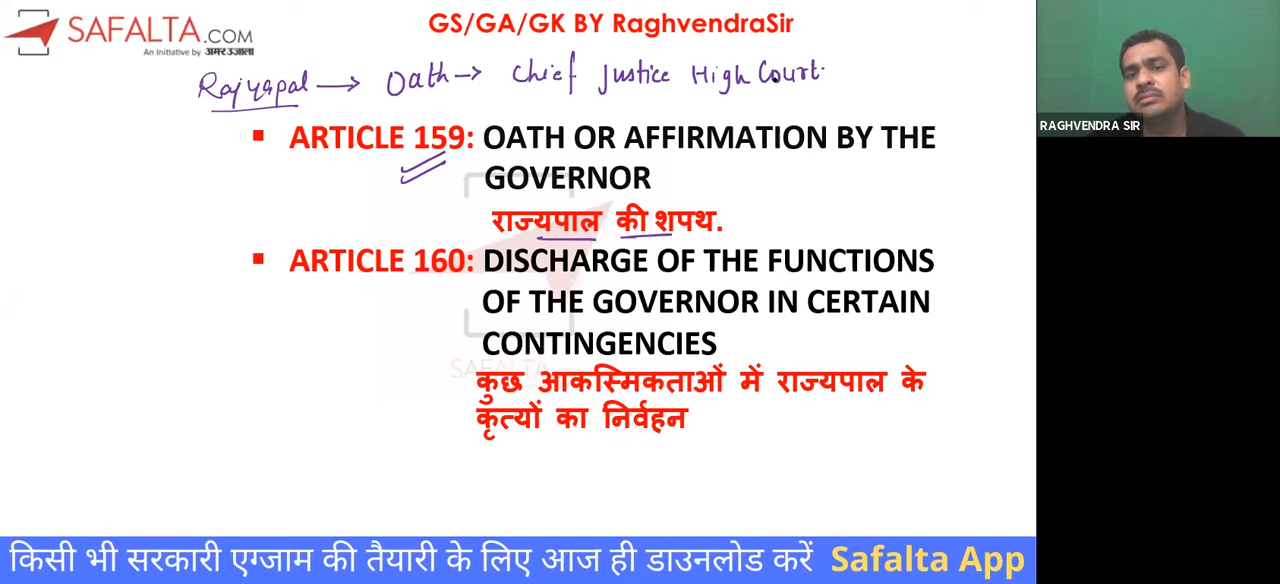 SAFALTA.COM
An Initiative by अमर उजाला
GS/GA/GK BY RaghvendraSir
Rajyapal → Oath → Chief Justice High Court
RAGHVENDRA SIR
▪ ARTICLE 159: OATH OR AFFIRMATION BY THE
GOVERNOR
राज्यपाल की शपथ.
▪ ARTICLE 160: DISCHARGE OF THE FUNCTIONS
OF THE GOVERNOR IN CERTAIN
CONTINGENCIES
SAFALTA
कुछ आकस्मिकताओं में राज्यपाल के
कृत्यों का निर्वहन
किसी भी सरकारी एग्जाम की तैयारी के लिए आज ही डाउनलोड करें Safalta App